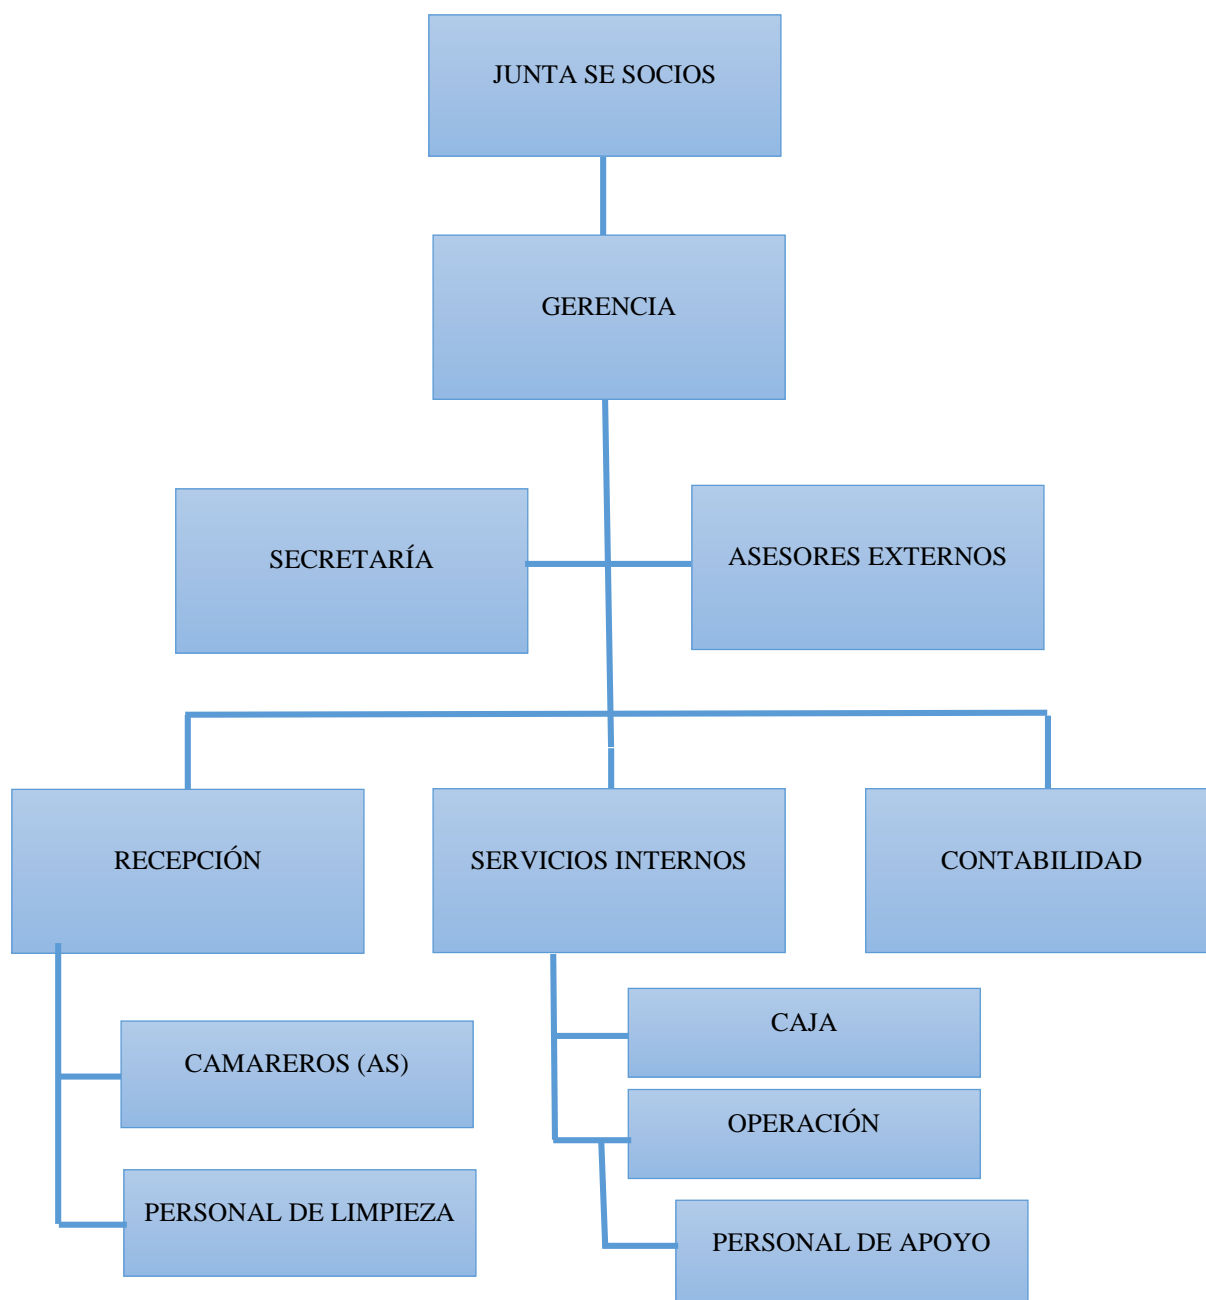 JUNTA SE SOCIOS
GERENCIA
SECRETARÍA
ASESORES EXTERNOS
RECEPCIÓN
SERVICIOS INTERNOS
CONTABILIDAD
CAMAREROS (AS)
PERSONAL DE LIMPIEZA
CAJA
OPERACIÓN
PERSONAL DE APOYO